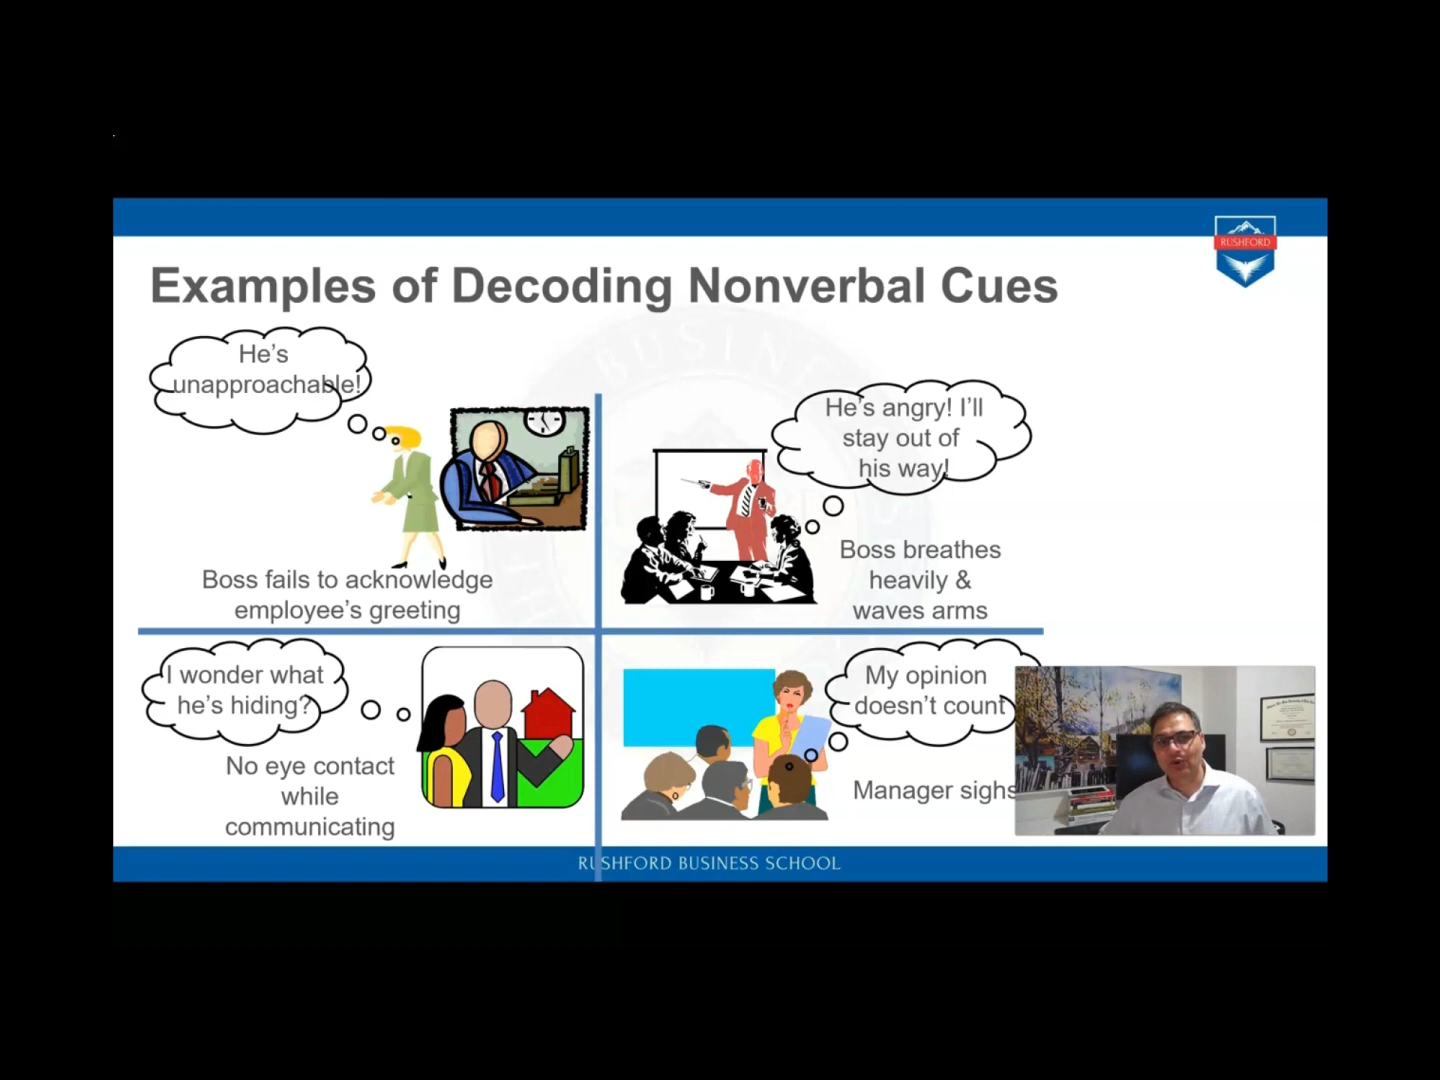 RUSHFORD
Examples of Decoding Nonverbal Cues
He's
unapproachable!
Boss fails to acknowledge
employee's greeting
He's angry! I'll
stay out of
his way!
Boss breathes
heavily &
waves arms
I wonder what
he's hiding?
No eye contact
while
communicating
My opinion
doesn't count
Manager sighs
RUSHFORD BUSINESS SCHOOL